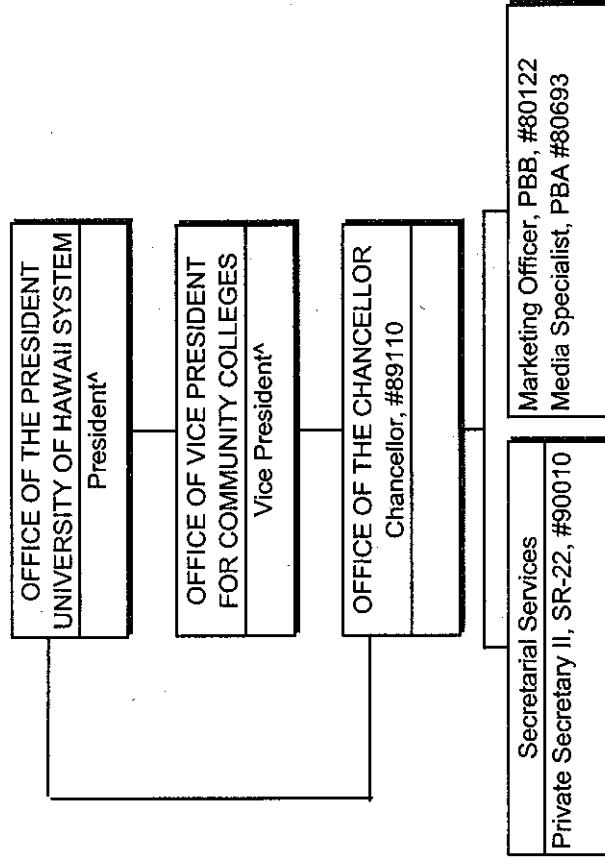 OFFICE OF THE PRESIDENT
UNIVERSITY OF HAWAII SYSTEM
President^
OFFICE OF VICE PRESIDENT
FOR COMMUNITY COLLEGES
Vice President^
OFFICE OF THE CHANCELLOR
Chancellor, #89110
Secretarial Services
Private Secretary II, SR-22, #90010
Marketing Officer, PBB, #80122
Media Specialist, PBA #80693